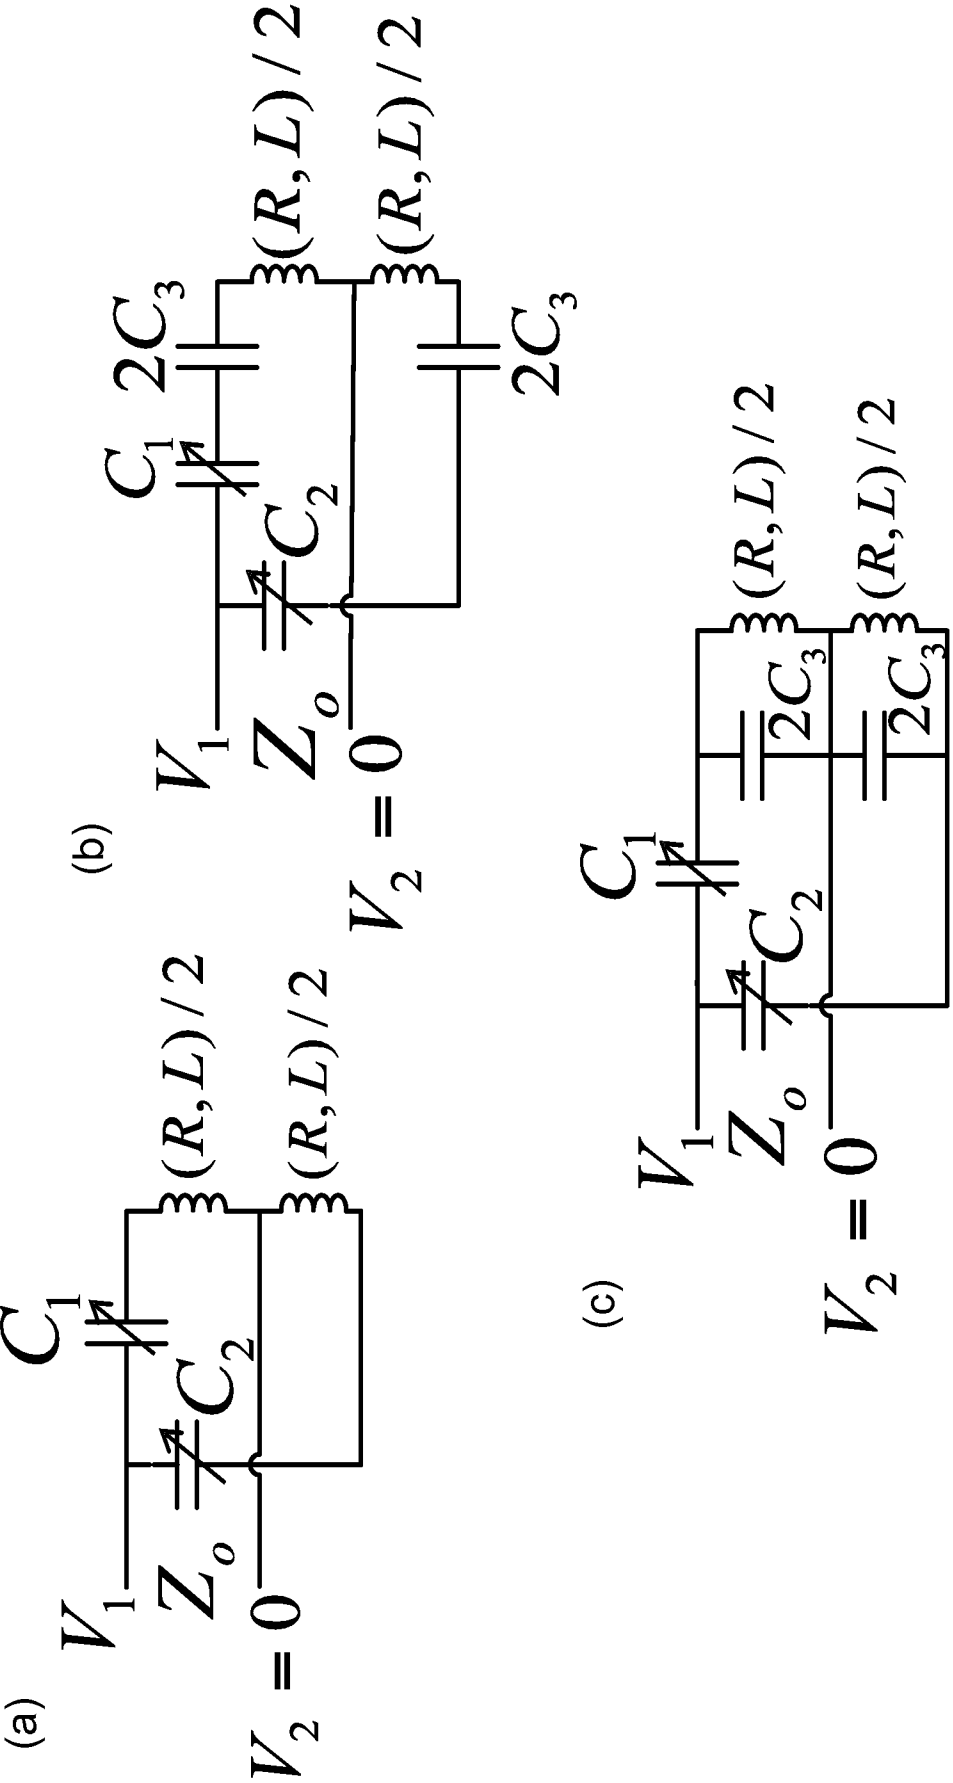 (a)
C₁
(R, L) / 2
V₁
C₂
Zₒ
(R, L) / 2
V₂ = 0
(b)
C₁
2C₃
(R, L) / 2
V₁
C₂
Zₒ
(R, L) / 2
V₂ = 0
2C₃
(c)
C₁
(R, L) / 2
V₁
C₂
2C₃
Zₒ
(R, L) / 2
V₂ = 0
2C₃